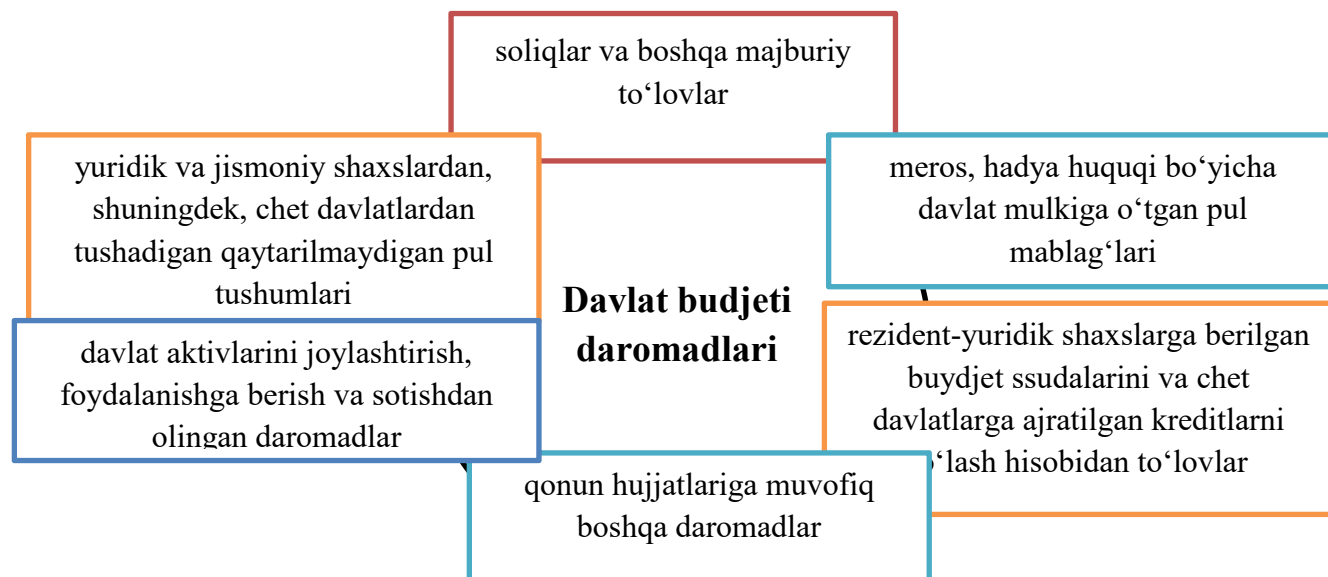 soliqlar va boshqa majburiy
to‘lovlar
yuridik va jismoniy shaxslardan,
shuningdek, chet davlatlardan
tushadigan qaytarilmaydigan pul
tushumlari
meros, hadya huquqi bo‘yicha
davlat mulkiga o‘tgan pul
mablag‘lari
Davlat budjeti
daromadlari
davlat aktivlarini joylashtirish,
foydalanishga berish va sotishdan
olingan daromadlar
rezident-yuridik shaxslarga berilgan
buydjet ssudalarini va chet
davlatlarga ajratilgan kreditlarni
‘lash hisobidan to‘lovlar
qonun hujjatlariga muvofiq
boshqa daromadlar